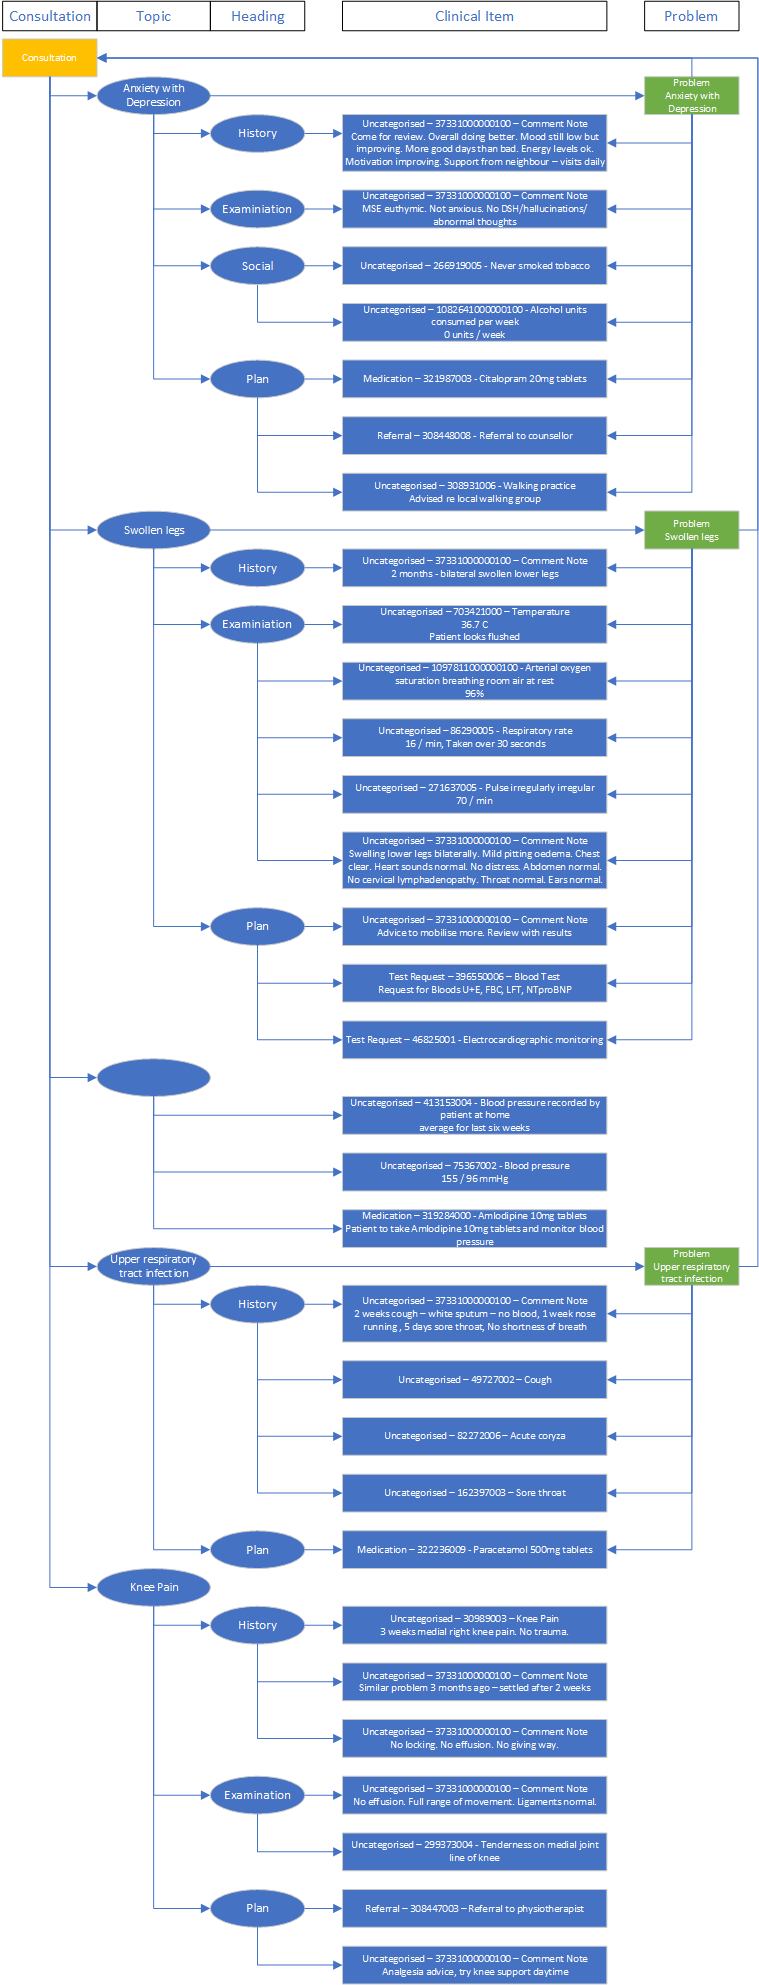 Consultation
Topic
Heading
Clinical Item
Problem
Consultation
Anxiety with
Depression
Problem
Anxiety with
Depression
History
Uncategorised – 37331000000100 – Comment Note
Come for review. Overall doing better. Mood still low but
improving. More good days than bad. Energy levels ok.
Motivation improving. Support from neighbour – visits daily
Examiniation
Uncategorised – 37331000000100 – Comment Note
MSE euthymic. Not anxious. No DSH/hallucinations/
abnormal thoughts
Social
Uncategorised – 266919005 - Never smoked tobacco
Uncategorised – 1082641000000100 - Alcohol units
consumed per week
0 units / week
Plan
Medication – 321987003 - Citalopram 20mg tablets
Referral – 308448008 - Referral to counsellor
Uncategorised – 308931006 - Walking practice
Advised re local walking group
Swollen legs
Problem
Swollen legs
History
Uncategorised – 37331000000100 – Comment Note
2 months - bilateral swollen lower legs
Examiniation
Uncategorised – 703421000 – Temperature
36.7 C
Patient looks flushed
Uncategorised – 1097811000000100 - Arterial oxygen
saturation breathing room air at rest
96%
Uncategorised – 86290005 - Respiratory rate
16 / min, Taken over 30 seconds
Uncategorised – 271637005 - Pulse irregularly irregular
70 / min
Uncategorised – 37331000000100 – Comment Note
Swelling lower legs bilaterally. Mild pitting oedema. Chest
clear. Heart sounds normal. No distress. Abdomen normal.
No cervical lymphadenopathy. Throat normal. Ears normal.
Plan
Uncategorised – 37331000000100 – Comment Note
Advice to mobilise more. Review with results
Test Request – 396550006 – Blood Test
Request for Bloods U+E, FBC, LFT, NTproBNP
Test Request – 46825001 - Electrocardiographic monitoring
Uncategorised – 413153004 - Blood pressure recorded by
patient at home
average for last six weeks
Uncategorised – 75367002 - Blood pressure
155 / 96 mmHg
Medication – 319284000 - Amlodipine 10mg tablets
Patient to take Amlodipine 10mg tablets and monitor blood
pressure
Upper respiratory
tract infection
Problem
Upper respiratory
tract infection
History
Uncategorised – 37331000000100 – Comment Note
2 weeks cough – white sputum – no blood, 1 week nose
running , 5 days sore throat, No shortness of breath
Uncategorised – 49727002 – Cough
Uncategorised – 82272006 – Acute coryza
Uncategorised – 162397003 – Sore throat
Plan
Medication – 322236009 - Paracetamol 500mg tablets
Knee Pain
History
Uncategorised – 30989003 – Knee Pain
3 weeks medial right knee pain. No trauma.
Uncategorised – 37331000000100 – Comment Note
Similar problem 3 months ago – settled after 2 weeks
Uncategorised – 37331000000100 – Comment Note
No locking. No effusion. No giving way.
Examination
Uncategorised – 37331000000100 – Comment Note
No effusion. Full range of movement. Ligaments normal.
Uncategorised – 299373004 - Tenderness on medial joint
line of knee
Plan
Referral – 308447003 – Referral to physiotherapist
Uncategorised – 37331000000100 – Comment Note
Analgesia advice, try knee support daytime